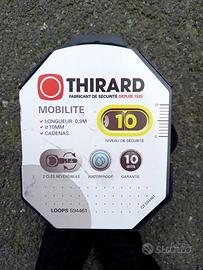 THIRARD
FABRICANT DE SÉCURITÉ DEPUIS 1920
MOBILITE
✓ LONGUEUR 0,9M
✓ Ø 10MM
✓ CADENAS
10
NIVEAU DE SÉCURITÉ
2 CLÉS RÉVERSIBLES
WATERPROOF
10 ans
GARANTIE
LOOPS 594461
Subito